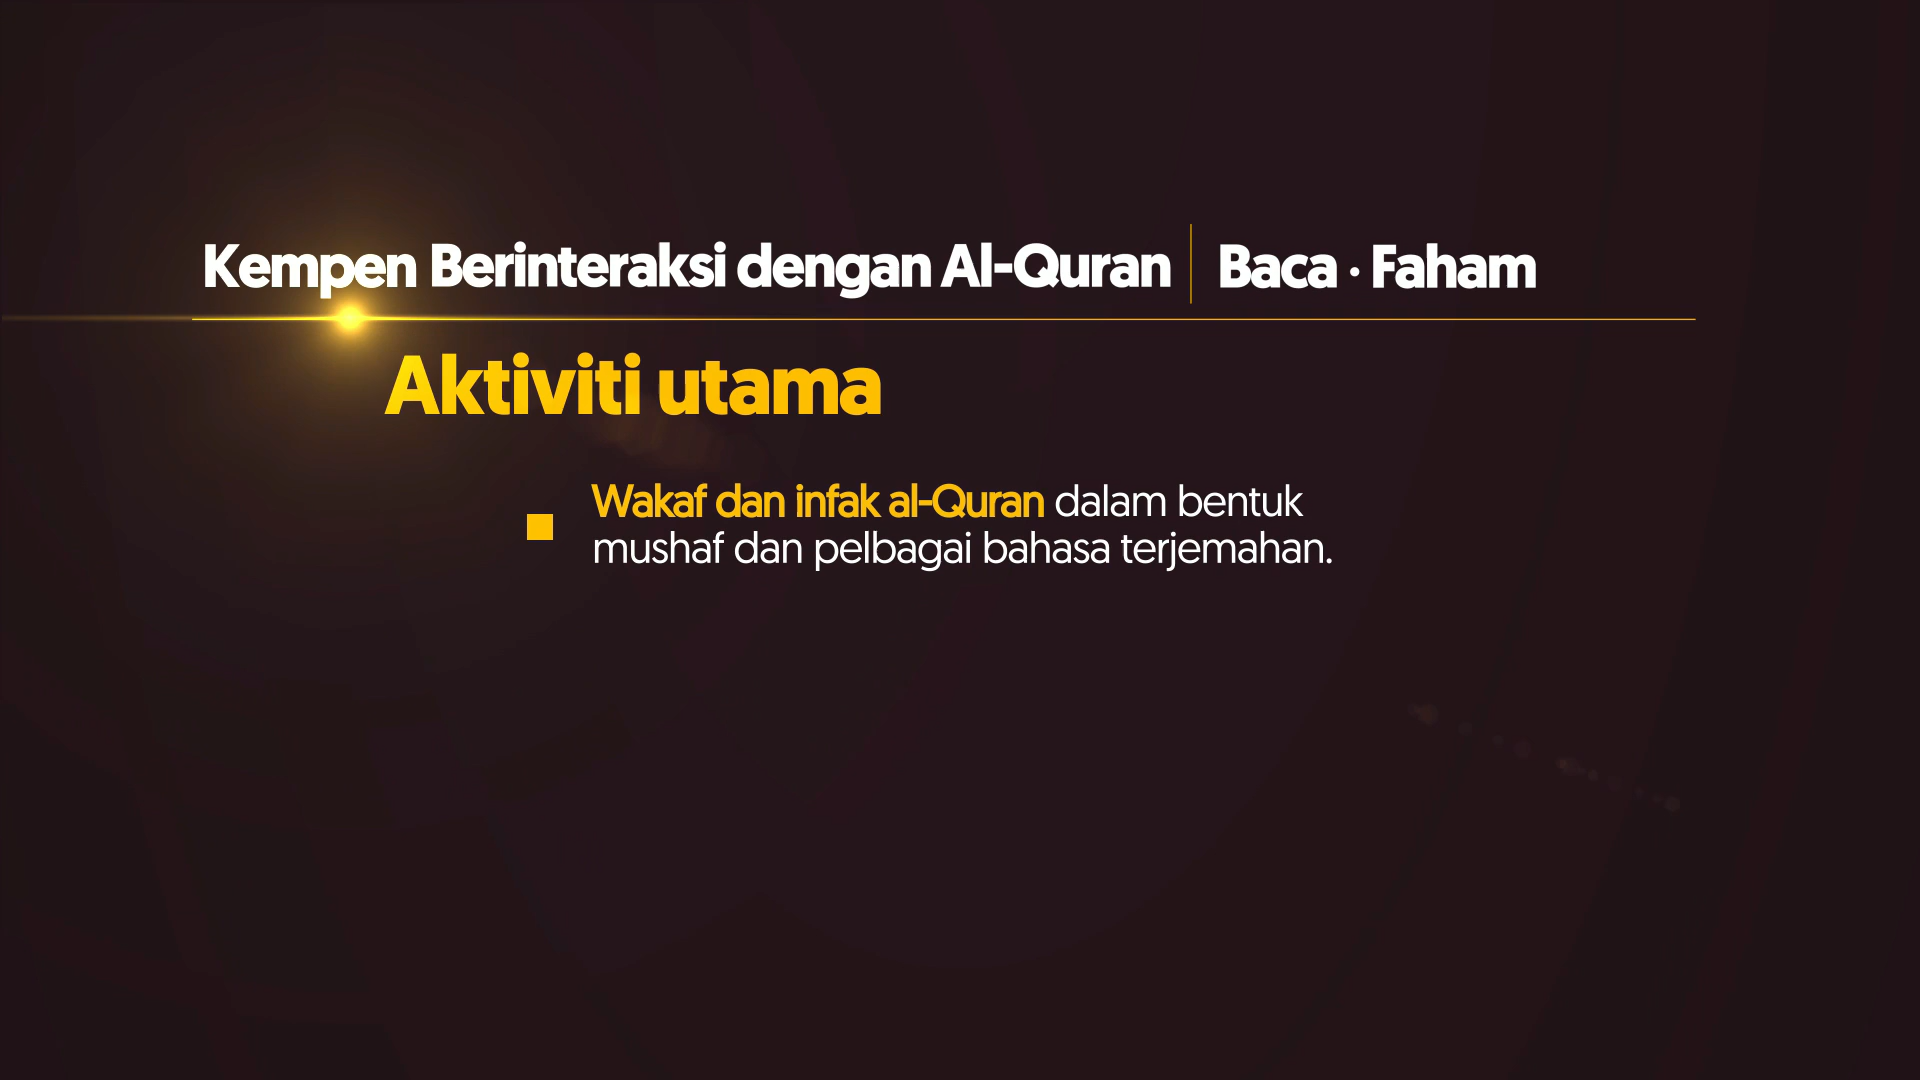 Kempen Berinteraksi dengan Al-Quran Baca · Faham
Aktiviti utama
Wakaf dan infak al-Quran dalam bentuk
mushaf dan pelbagai bahasa terjemahan.